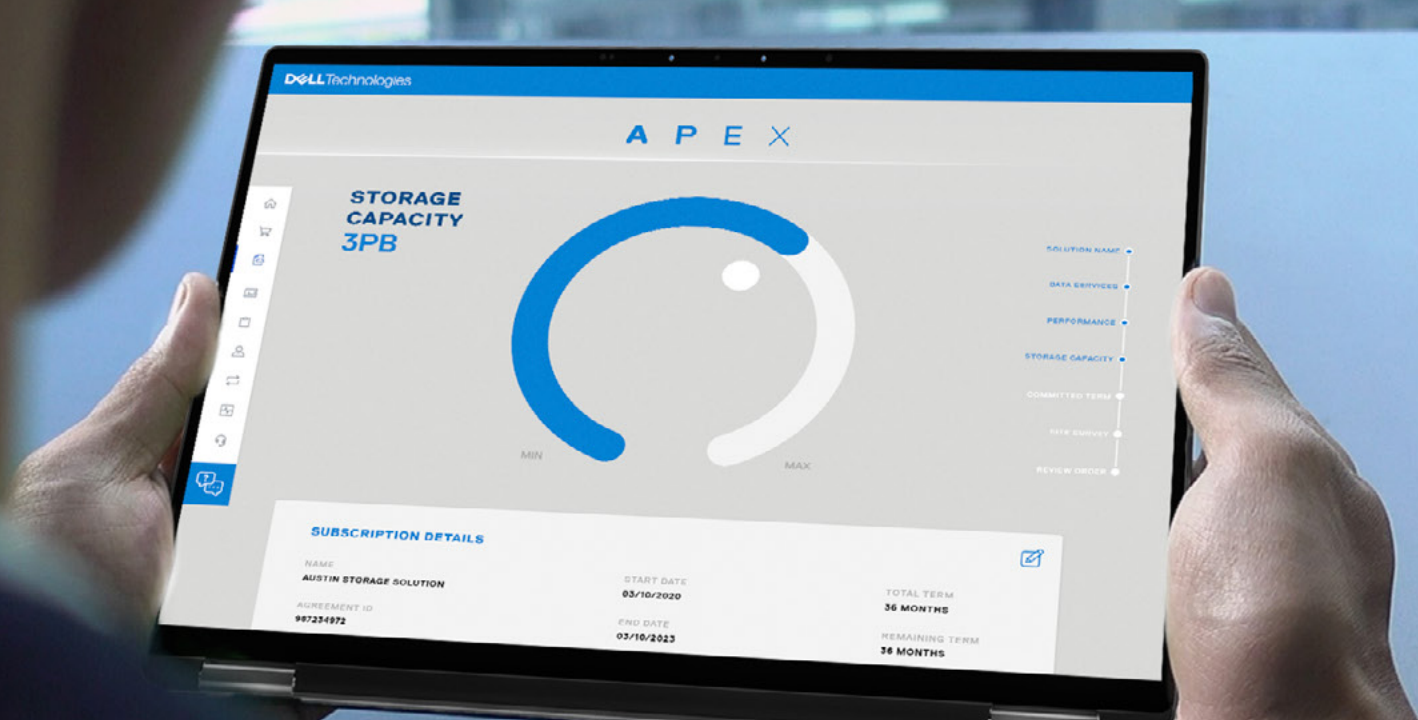 DELLTechnologies
APEX
STORAGE
CAPACITY
3PB
MIN
MAX
SOLUTION NAME
DATA SERVICES
PERFORMANCE
STORAGE CAPACITY
COMMITTED TERM
SITE SURVEY
REVIEW ORDER
SUBSCRIPTION DETAILS
NAME
AUSTIN STORAGE SOLUTION
AGREEMENT ID
987234972
START DATE
03/10/2020
END DATE
03/10/2023
TOTAL TERM
36 MONTHS
REMAINING TERM
36 MONTHS